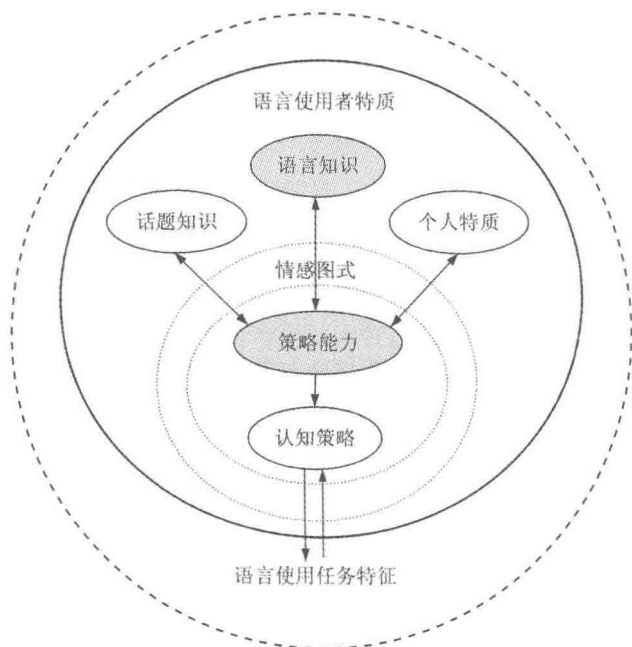 语言使用者特质
语言知识
话题知识
个人特质
情感图式
策略能力
认知策略
语言使用任务特征